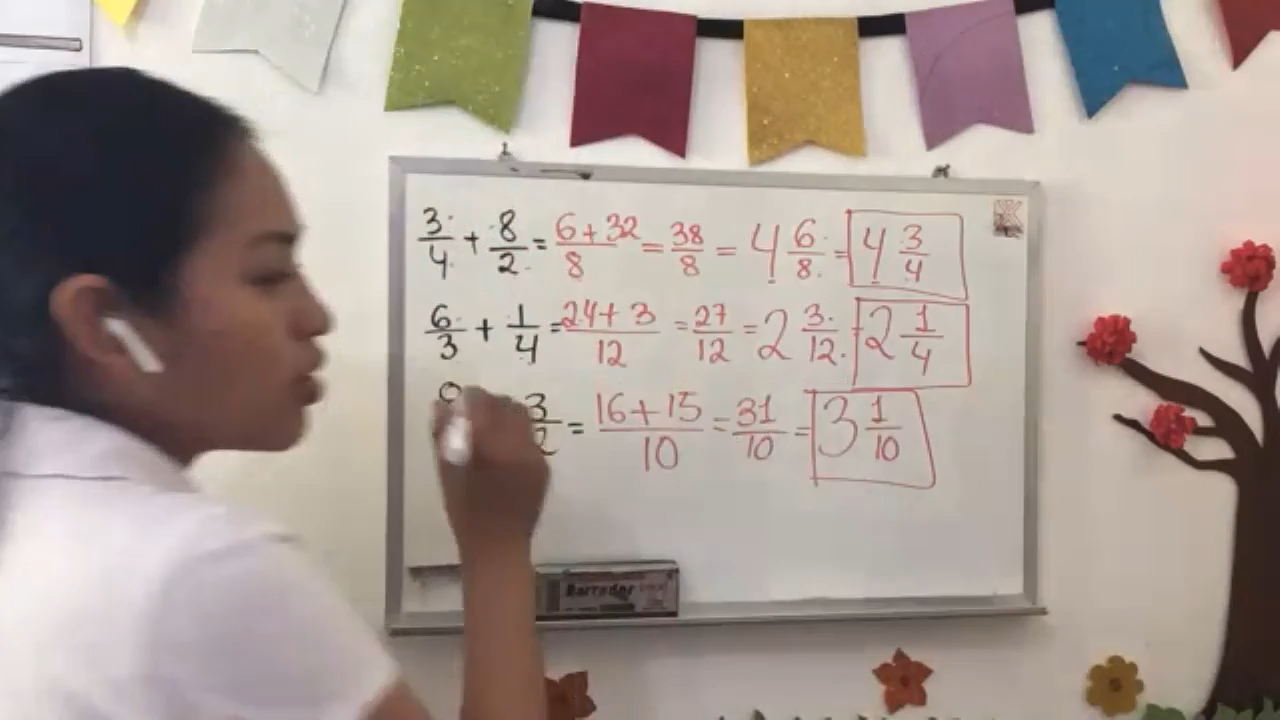 3/4 + 8/2 = 6+32/8 = 38/8 = 4 6/8 = 4 3/4
6/3 + 1/4 = 24+3/12 = 27/12 = 2 3/12 = 2 1/4
3/2 = 16+15/10 = 31/10 = 3 1/10
Borrador